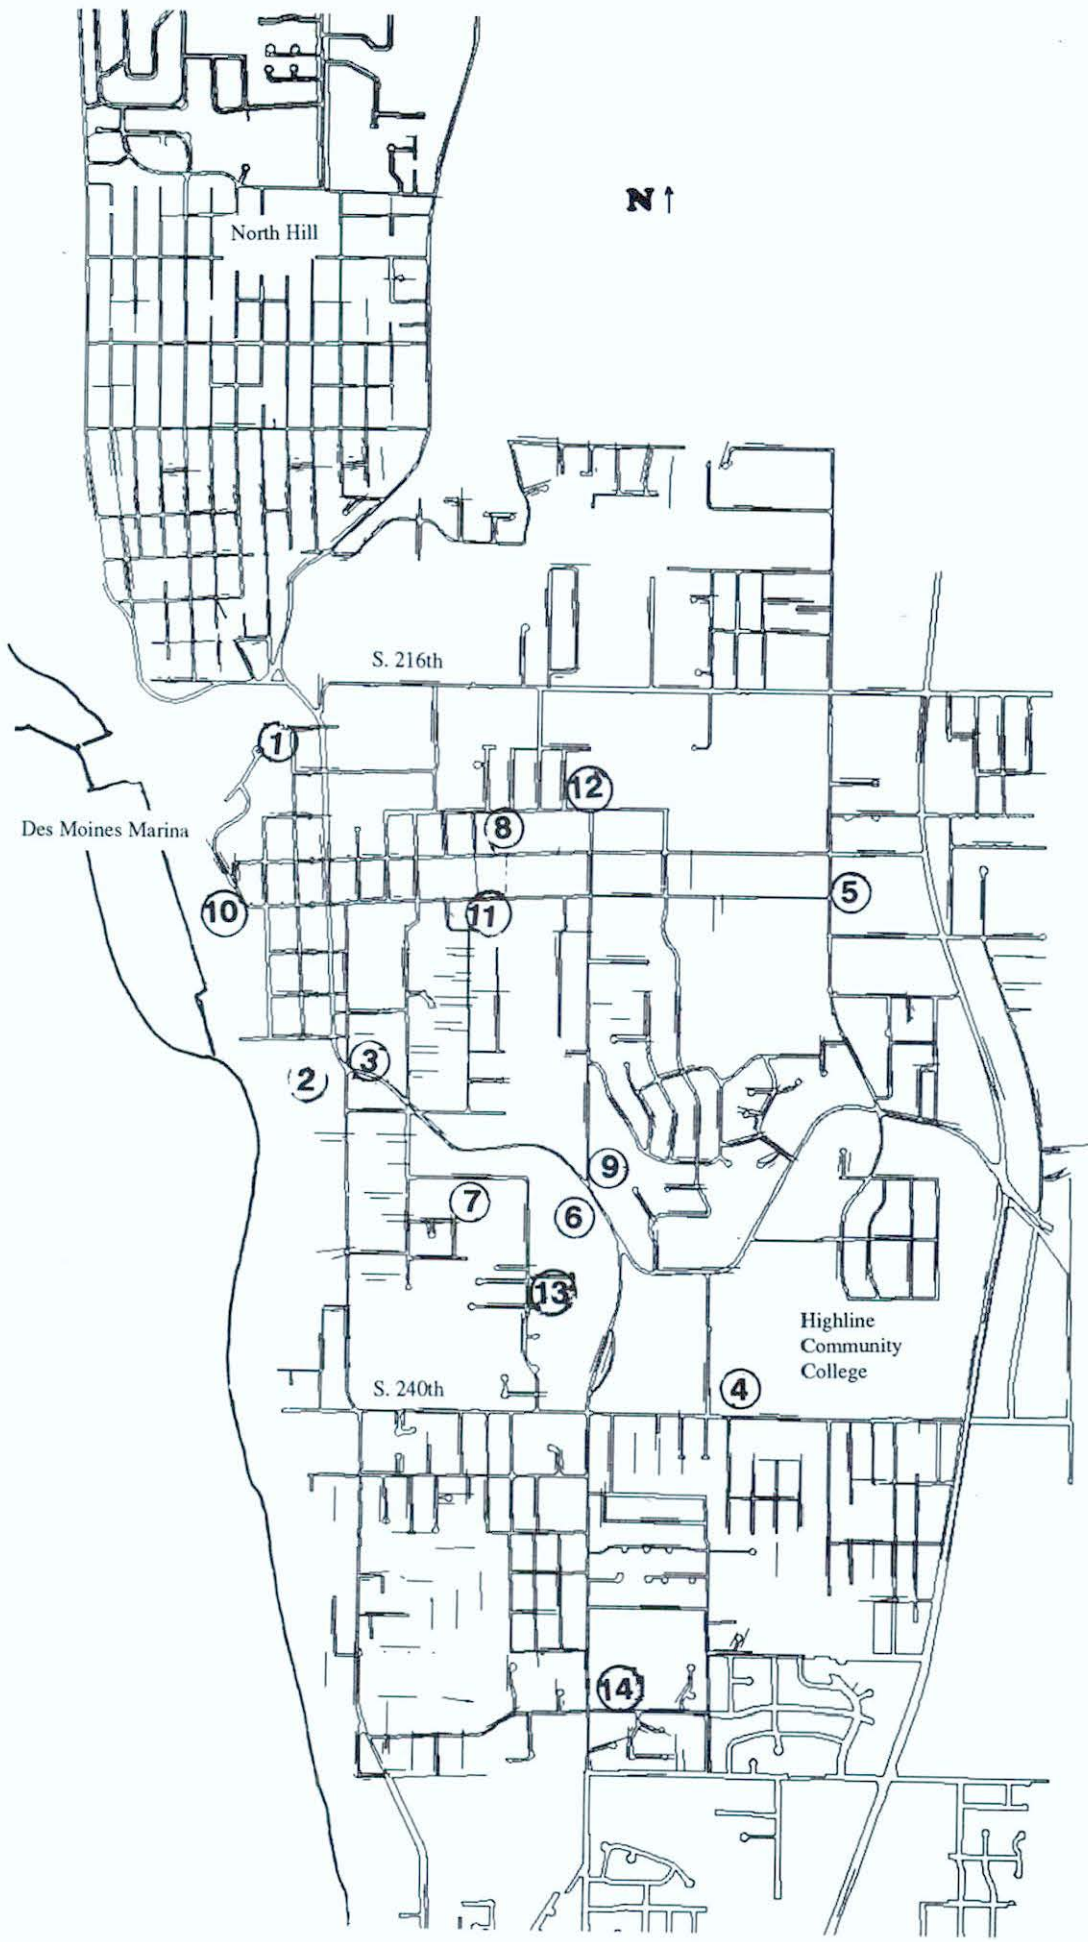 N ↑
North Hill
S. 216th
1
12
Des Moines Marina
8
5
10
11
3
2
9
7
6
13
Highline
Community
College
S. 240th
4
14